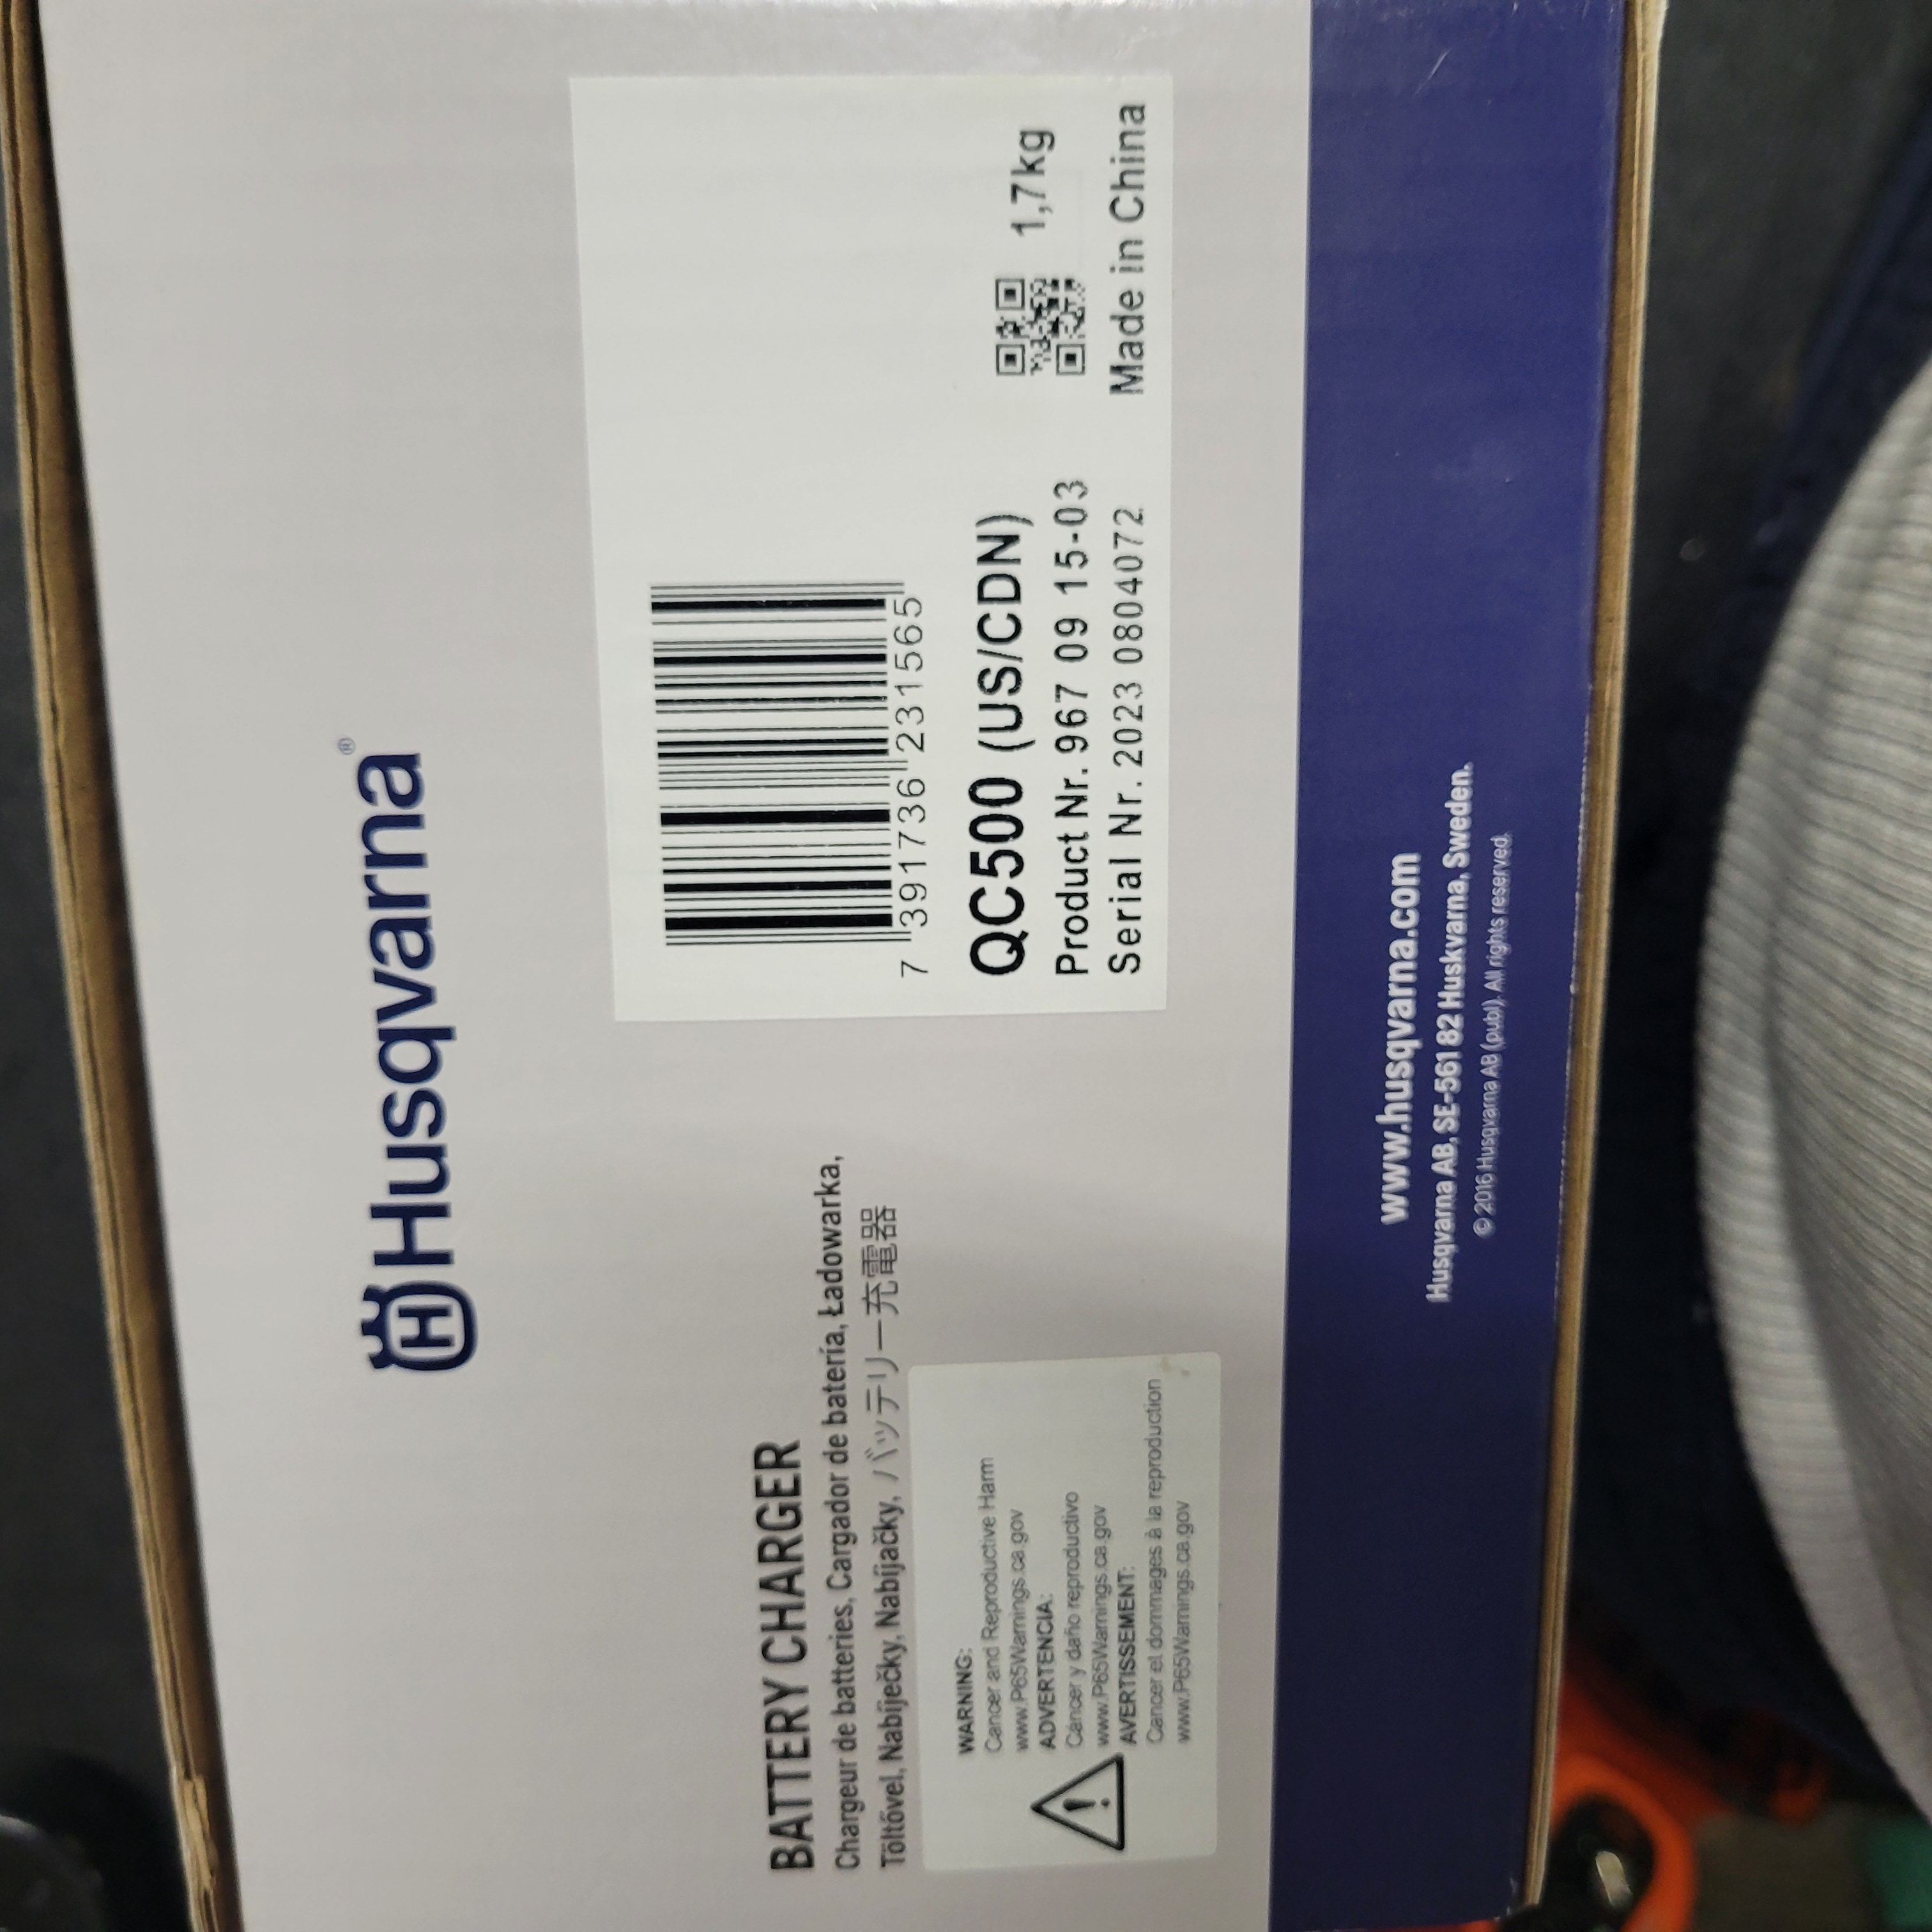 Husqvarna®
BATTERY CHARGER
Chargeur de batteries, Cargador de batería, Ładowarka,
Töltővel, Nabíječky, Nabíjačky, バッテリー充電器
WARNING:
Cancer and Reproductive Harm
www.P65Warnings.ca.gov
ADVERTENCIA:
Cáncer y daño reproductivo
www.P65Warnings.ca.gov
AVERTISSEMENT:
Cancer et dommages à la reproduction
www.P65Warnings.ca.gov
7 391736 231565
QC500 (US/CDN)
Product Nr. 967 09 15-03
Serial Nr. 2023 0804072
1,7kg
Made in China
www.husqvarna.com
Husqvarna AB, SE-561 82 Huskvarna, Sweden.
© 2016 Husqvarna AB (publ). All rights reserved.